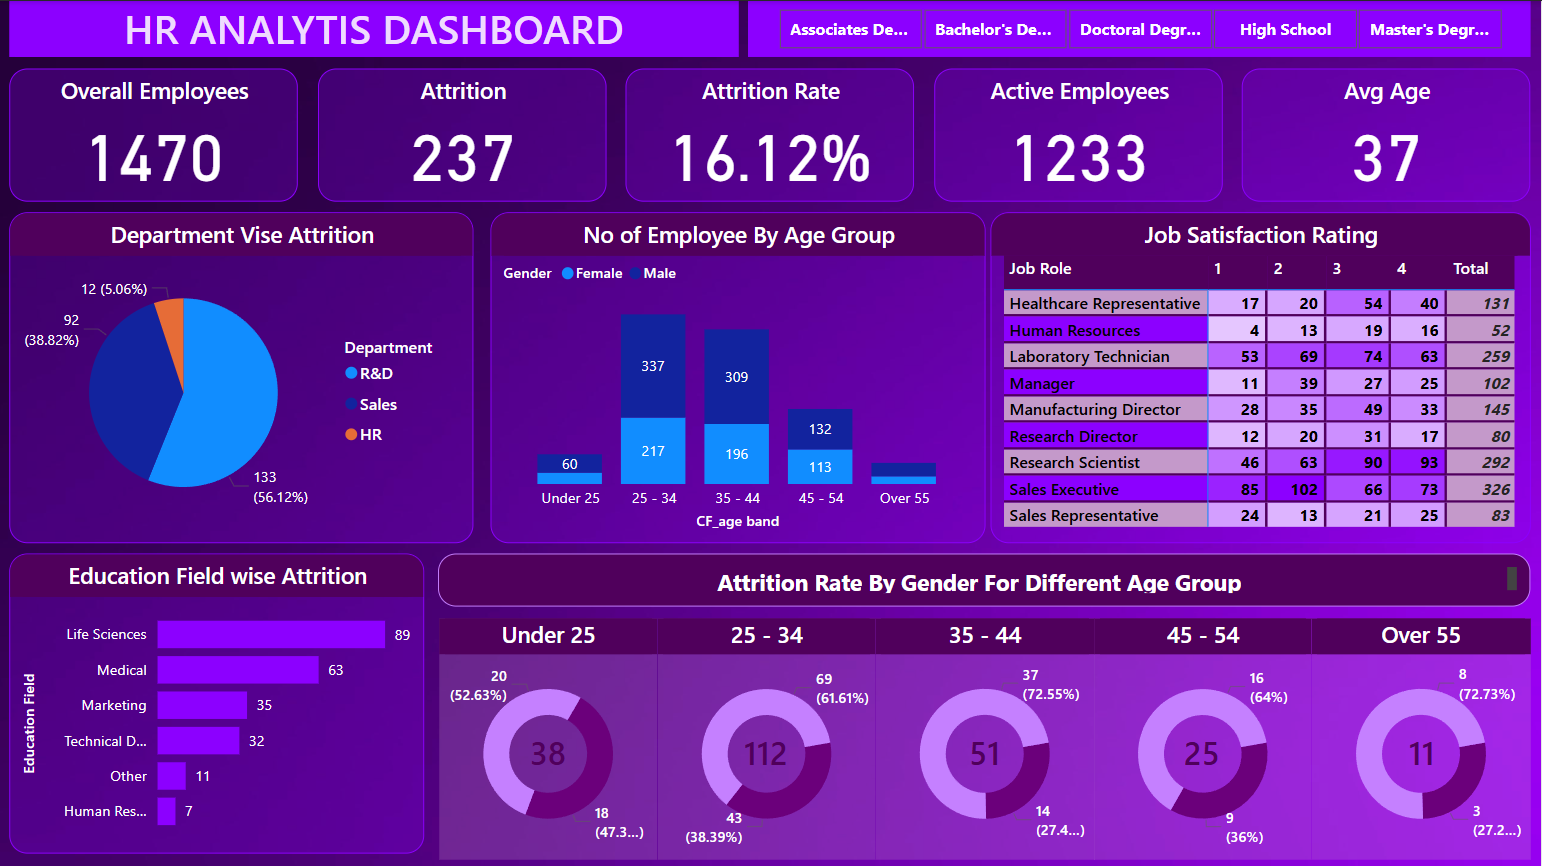 HR ANALYTIS DASHBOARD
Associates De...
Bachelor's De...
Doctoral Degr...
High School
Master's Degr...
Overall Employees
1470
Attrition
237
Attrition Rate
16.12%
Active Employees
1233
Avg Age
37
Department Vise Attrition
12 (5.06%)
92
(38.82%)
133
(56.12%)
Department
R&D
Sales
HR
No of Employee By Age Group
Gender Female Male
60
337
217
309
196
132
113
Under 25 25 - 34 35 - 44 45 - 54 Over 55
CF_age band
Job Satisfaction Rating
Job Role 1 2 3 4 Total
Healthcare Representative 17 20 54 40 131
Human Resources 4 13 19 16 52
Laboratory Technician 53 69 74 63 259
Manager 11 39 27 25 102
Manufacturing Director 28 35 49 33 145
Research Director 12 20 31 17 80
Research Scientist 46 63 90 93 292
Sales Executive 85 102 66 73 326
Sales Representative 24 13 21 25 83
Education Field wise Attrition
Education Field
Life Sciences 89
Medical 63
Marketing 35
Technical D... 32
Other 11
Human Res... 7
Attrition Rate By Gender For Different Age Group
Under 25
20
(52.63%)
38
18
(47.3...)
25 - 34
69
(61.61%)
112
43
(38.39%)
35 - 44
37
(72.55%)
51
14
(27.4...)
45 - 54
16
(64%)
25
9
(36%)
Over 55
8
(72.73%)
11
3
(27.2...)